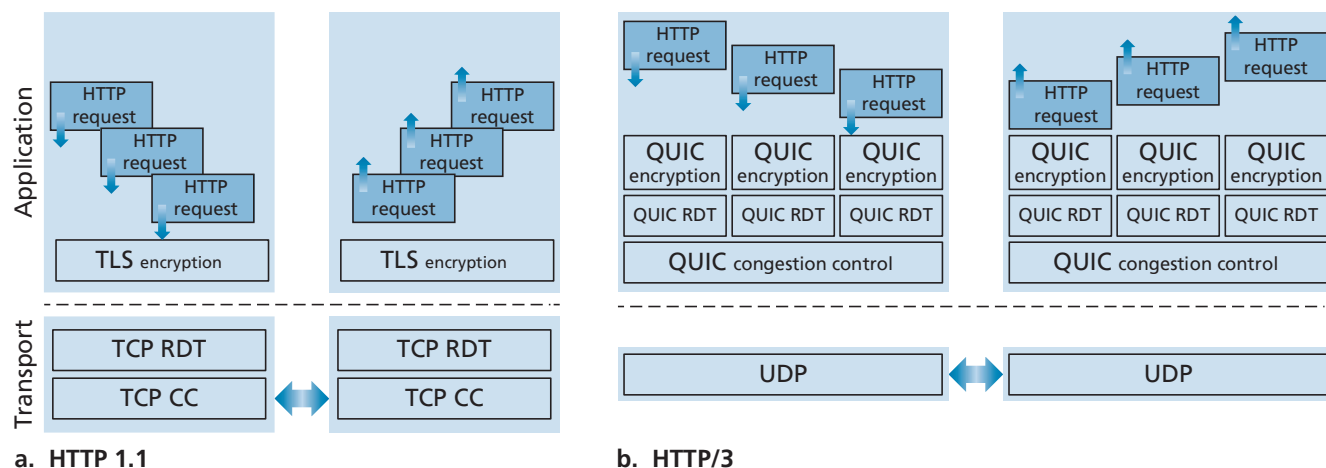 Application
HTTP
request
HTTP
request
HTTP
request
TLS encryption
HTTP
request
HTTP
request
HTTP
request
TLS encryption
Transport
TCP RDT
TCP CC
TCP RDT
TCP CC
a. HTTP 1.1
HTTP
request
HTTP
request
HTTP
request
QUIC
encryption
QUIC
encryption
QUIC
encryption
QUIC RDT
QUIC RDT
QUIC RDT
QUIC congestion control
HTTP
request
HTTP
request
HTTP
request
QUIC
encryption
QUIC
encryption
QUIC
encryption
QUIC RDT
QUIC RDT
QUIC RDT
QUIC congestion control
UDP
UDP
b. HTTP/3